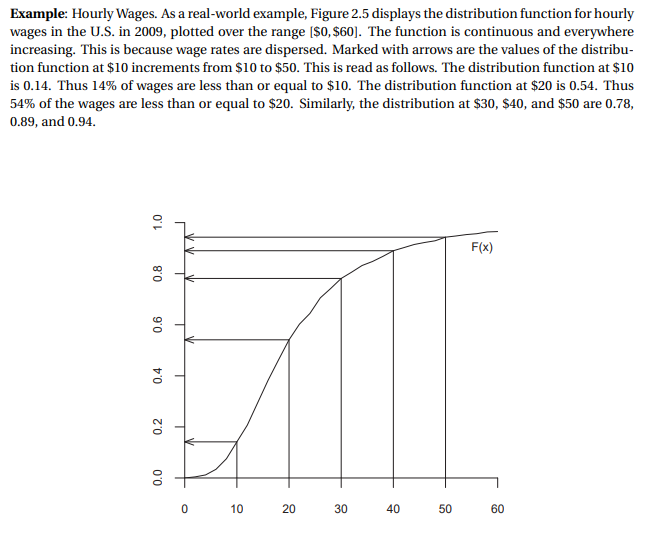 Example: Hourly Wages. As a real-world example, Figure 2.5 displays the distribution function for hourly
wages in the U.S. in 2009, plotted over the range [$0,$60]. The function is continuous and everywhere
increasing. This is because wage rates are dispersed. Marked with arrows are the values of the distribu-
tion function at $10 increments from $10 to $50. This is read as follows. The distribution function at $10
is 0.14. Thus 14% of wages are less than or equal to $10. The distribution function at $20 is 0.54. Thus
54% of the wages are less than or equal to $20. Similarly, the distribution at $30, $40, and $50 are 0.78,
0.89, and 0.94.
1.0
F(x)
0.8
0.6
0.4
0.2
0.0
0 10 20 30 40 50 60